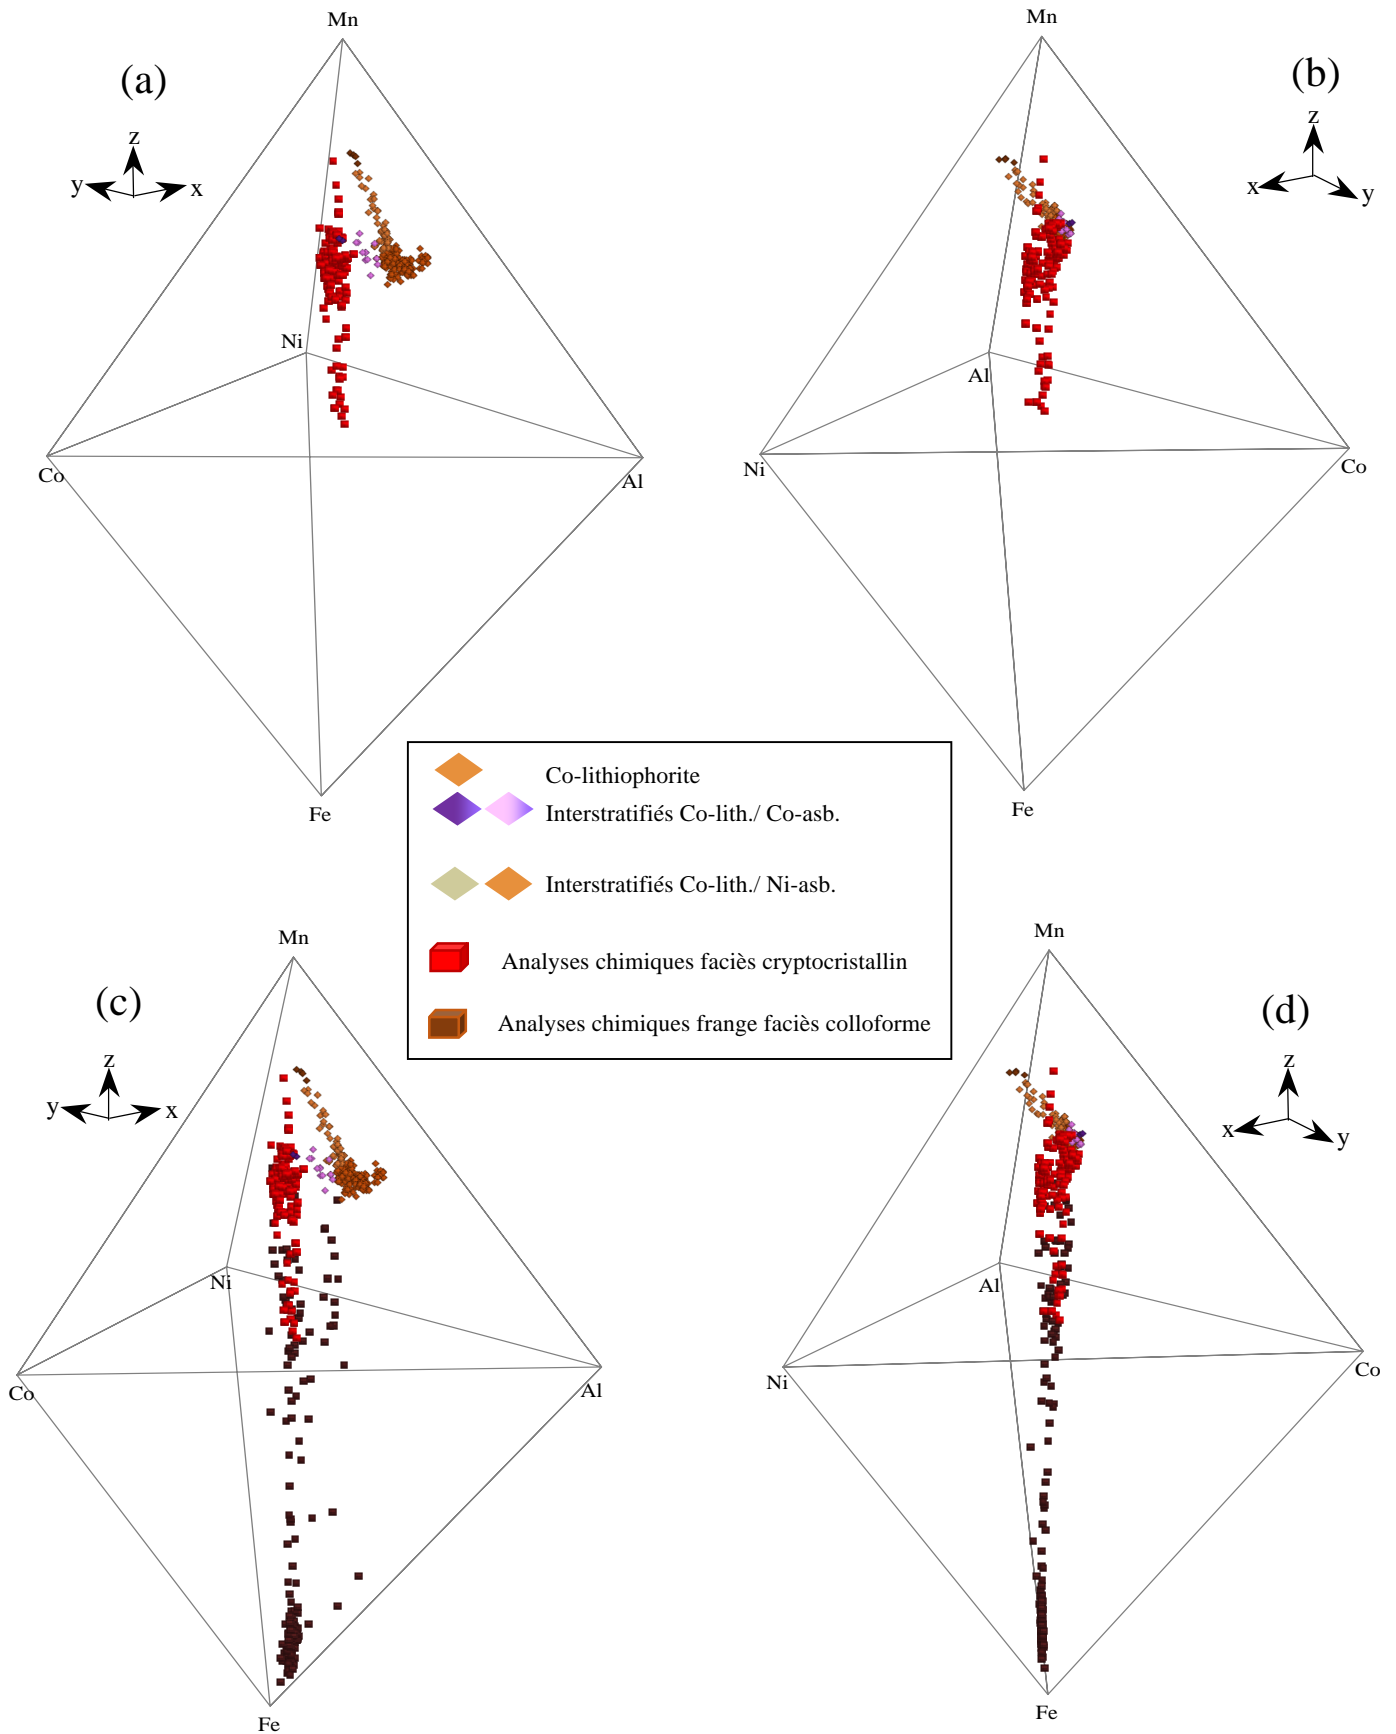 Mn
(a)
z
y
x
Ni
Co
Al
Fe
Mn
(b)
z
x
y
Al
Ni
Co
Fe
Co-lithiophorite
Interstratifiés Co-lith./ Co-asb.
Interstratifiés Co-lith./ Ni-asb.
Analyses chimiques faciès cryptocristallin
Analyses chimiques frange faciès colloforme
Mn
(c)
z
y
x
Ni
Co
Al
Fe
Mn
(d)
z
x
y
Al
Ni
Co
Fe